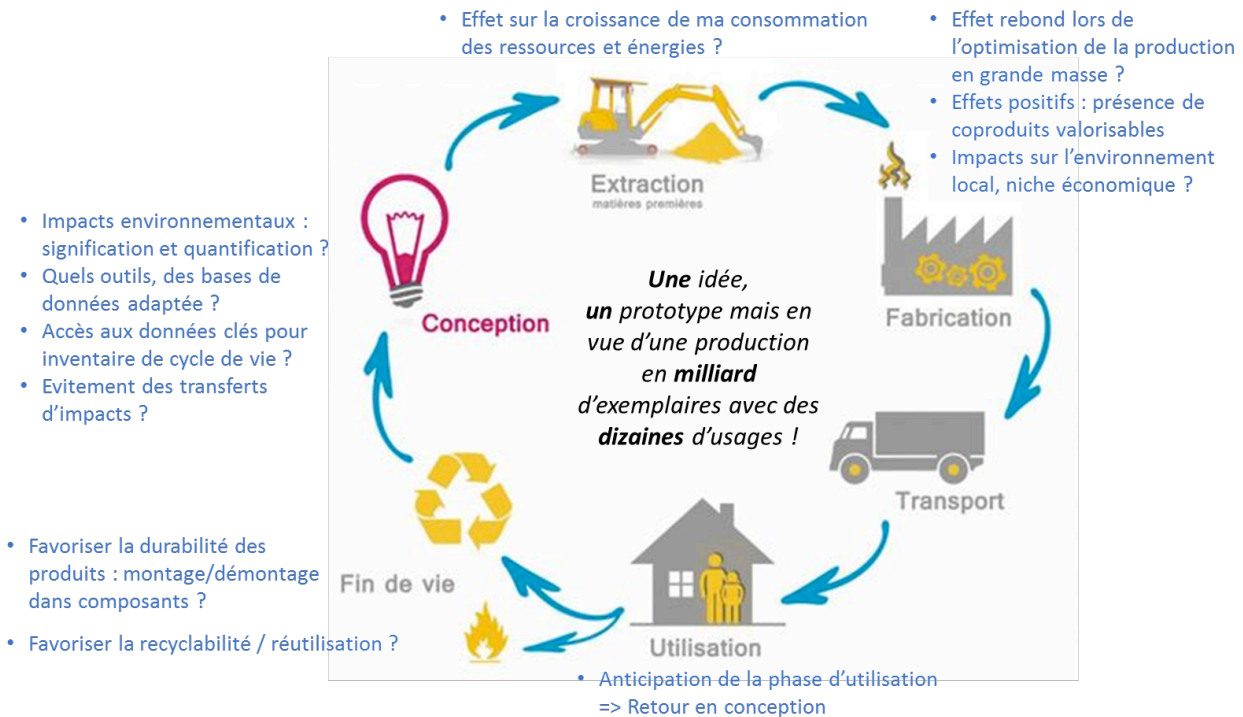 • Effet sur la croissance de ma consommation
des ressources et énergies ?
• Effet rebond lors de
l’optimisation de la production
en grande masse ?
• Effets positifs : présence de
coproduits valorisables
• Impacts sur l’environnement
local, niche économique ?
Extraction
matières premières
• Impacts environnementaux :
signification et quantification ?
• Quels outils, des bases de
données adaptée ?
• Accès aux données clés pour
inventaire de cycle de vie ?
• Evitement des transferts
d’impacts ?
Conception
Une idée,
un prototype mais en
vue d’une production
en milliard
d’exemplaires avec des
dizaines d’usages !
Fabrication
Transport
• Favoriser la durabilité des
produits : montage/démontage
dans composants ?
• Favoriser la recyclabilité / réutilisation ?
Fin de vie
Utilisation
• Anticipation de la phase d’utilisation
=> Retour en conception